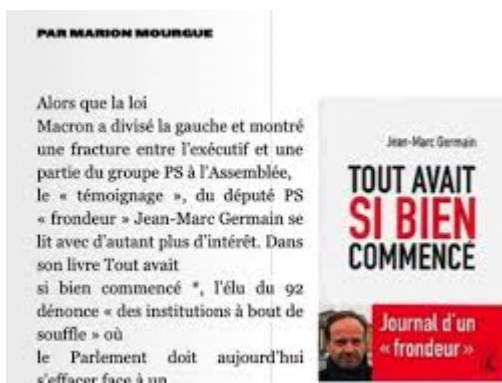 PAR MARION MOURGUE
Alors que la loi
Macron a divisé la gauche et montré
une fracture entre l'exécutif et une
partie du groupe PS à l'Assemblée,
le « témoignage », du député PS
« frondeur » Jean-Marc Germain se
lit avec d'autant plus d'intérêt. Dans
son livre Tout avait
si bien commencé *, l'élu du 92
dénonce « des institutions à bout de
souffle » où
le Parlement doit aujourd'hui
s'effacer face à un
Jean-Marc Germain
TOUT AVAIT
SI BIEN
COMMENCÉ
Journal d'un
« frondeur »